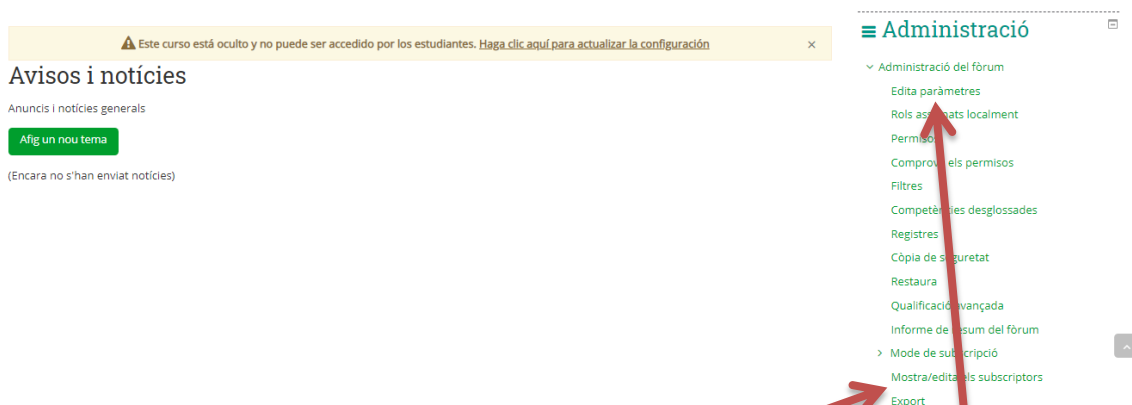 Este curso está oculto y no puede ser accedido por los estudiantes. Haga clic aquí para actualizar la configuración ×
Avisos i notícies
Anuncis i notícies generals
Afig un nou tema
(Encara no s'han enviat notícies)
Administració
Administració del fòrum
Edita paràmetres
Rols assignats localment
Permisos
Comprova els permisos
Filtres
Competències desglossades
Registres
Còpia de seguretat
Restaura
Qualificació avançada
Informe de resum del fòrum
Mode de subscripció
Mostra/edita els subscriptors
Export